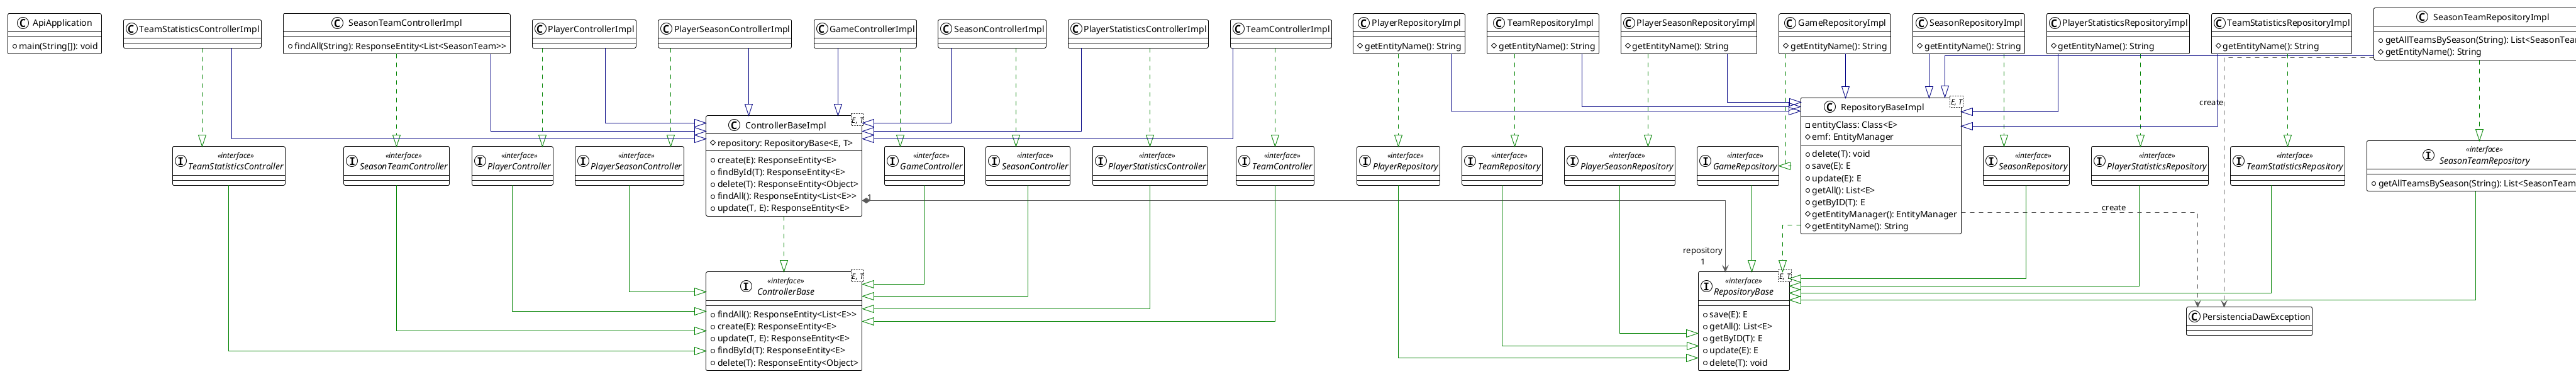 ApiApplication
main(String[]): void
TeamStatisticsControllerImpl
SeasonTeamControllerImpl
findAll(String): ResponseEntity<List<SeasonTeam>>
PlayerControllerImpl
PlayerSeasonControllerImpl
GameControllerImpl
SeasonControllerImpl
PlayerStatisticsControllerImpl
TeamControllerImpl
PlayerRepositoryImpl
getEntityName(): String
TeamRepositoryImpl
getEntityName(): String
PlayerSeasonRepositoryImpl
getEntityName(): String
GameRepositoryImpl
getEntityName(): String
SeasonRepositoryImpl
getEntityName(): String
PlayerStatisticsRepositoryImpl
getEntityName(): String
TeamStatisticsRepositoryImpl
getEntityName(): String
SeasonTeamRepositoryImpl
getAllTeamsBySeason(String): List<SeasonTea
getEntityName(): String
ControllerBaseImpl
E, T
repository: RepositoryBase<E, T>
create(E): ResponseEntity<E>
findById(T): ResponseEntity<E>
delete(T): ResponseEntity<Object>
findAll(): ResponseEntity<List<E>>
update(T, E): ResponseEntity<E>
RepositoryBaseImpl
E, T
entityClass: Class<E>
emf: EntityManager
delete(T): void
save(E): E
update(E): E
getAll(): List<E>
getByID(T): E
getEntityManager(): EntityManager
getEntityName(): String
create
«interface»
TeamStatisticsController
«interface»
SeasonTeamController
«interface»
PlayerController
«interface»
PlayerSeasonController
«interface»
GameController
«interface»
SeasonController
«interface»
PlayerStatisticsController
«interface»
TeamController
«interface»
PlayerRepository
«interface»
TeamRepository
«interface»
PlayerSeasonRepository
«interface»
GameRepository
«interface»
SeasonRepository
«interface»
PlayerStatisticsRepository
«interface»
TeamStatisticsRepository
«interface»
SeasonTeamRepository
getAllTeamsBySeason(String): List<SeasonTeam
1
create
repository
1
«interface»
ControllerBase
E, T
findAll(): ResponseEntity<List<E>>
create(E): ResponseEntity<E>
update(T, E): ResponseEntity<E>
findById(T): ResponseEntity<E>
delete(T): ResponseEntity<Object>
«interface»
RepositoryBase
E, T
save(E): E
getAll(): List<E>
getByID(T): E
update(E): E
delete(T): void
PersistenciaDawException